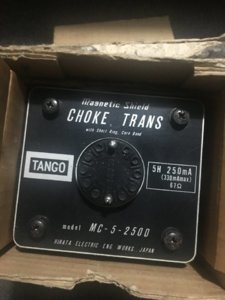 Magnetic Shield
CHOKE, TRANS
with Short Ring, Core Band
TANGO
5H 250mA
(330mAmax)
67Ω
model MC-5-250D
HIRATA ELECTRIC ENG WORKS, JAPAN